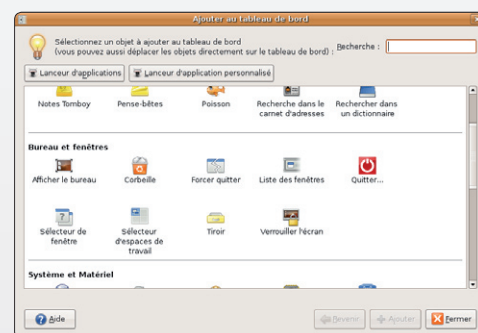 Ajouter au tableau de bord
Sélectionnez un objet à ajouter au tableau de bord
(vous pouvez aussi déplacer les objets directement sur le tableau de bord) :
Recherche :
Lanceur d'applications
Lanceur d'application personnalisé
Notes Tomboy
Pense-bêtes
Poisson
Recherche dans le
carnet d'adresses
Rechercher dans
un dictionnaire
Bureau et fenêtres
Afficher le bureau
Corbeille
Forcer quitter
Liste des fenêtres
Quitter...
Sélecteur de
fenêtre
Sélecteur
d'espaces de
travail
Tiroir
Verrouiller l'écran
Système et Matériel
Aide
Revenir
Ajouter
Fermer